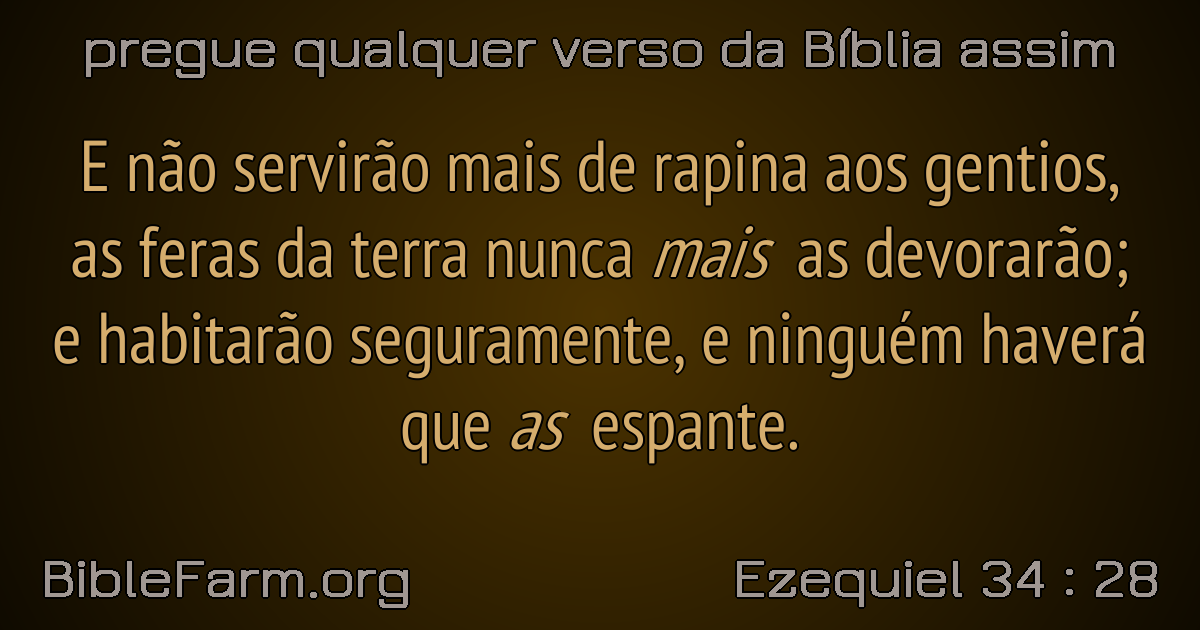 pregue qualquer verso da Bíblia assim
E não servirão mais de rapina aos gentios,
as feras da terra nunca mais as devorarão;
e habitarão seguramente, e ninguém haverá
que as espante.
BibleFarm.org
Ezequiel 34 : 28